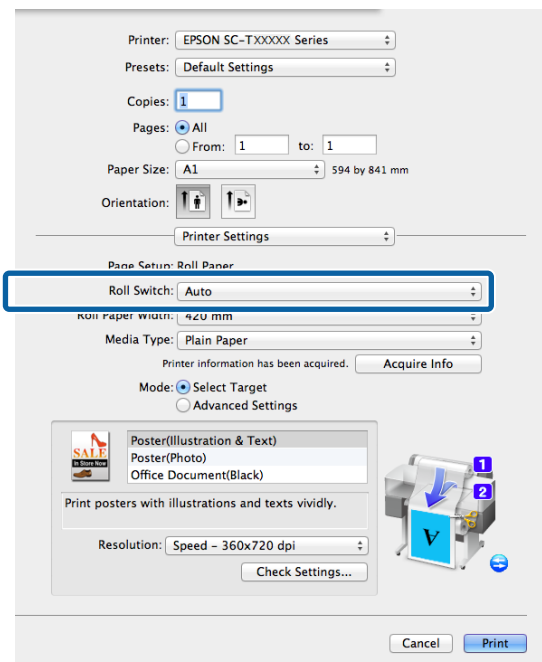 Printer: EPSON SC-TXXXXX Series
Presets: Default Settings
Copies: 1
Pages: All
From: 1 to: 1
Paper Size: A1 594 by 841 mm
Orientation:
Printer Settings
Page Setup: Roll Paper
Roll Switch: Auto
Roll Paper Width: 420 mm
Media Type: Plain Paper
Printer information has been acquired. Acquire Info
Mode: Select Target
Advanced Settings
SALE
In Store Now
Poster(Illustration & Text)
Poster(Photo)
Office Document(Black)
Print posters with illustrations and texts vividly.
1
2
A
Resolution: Speed – 360x720 dpi
Check Settings...
Cancel Print